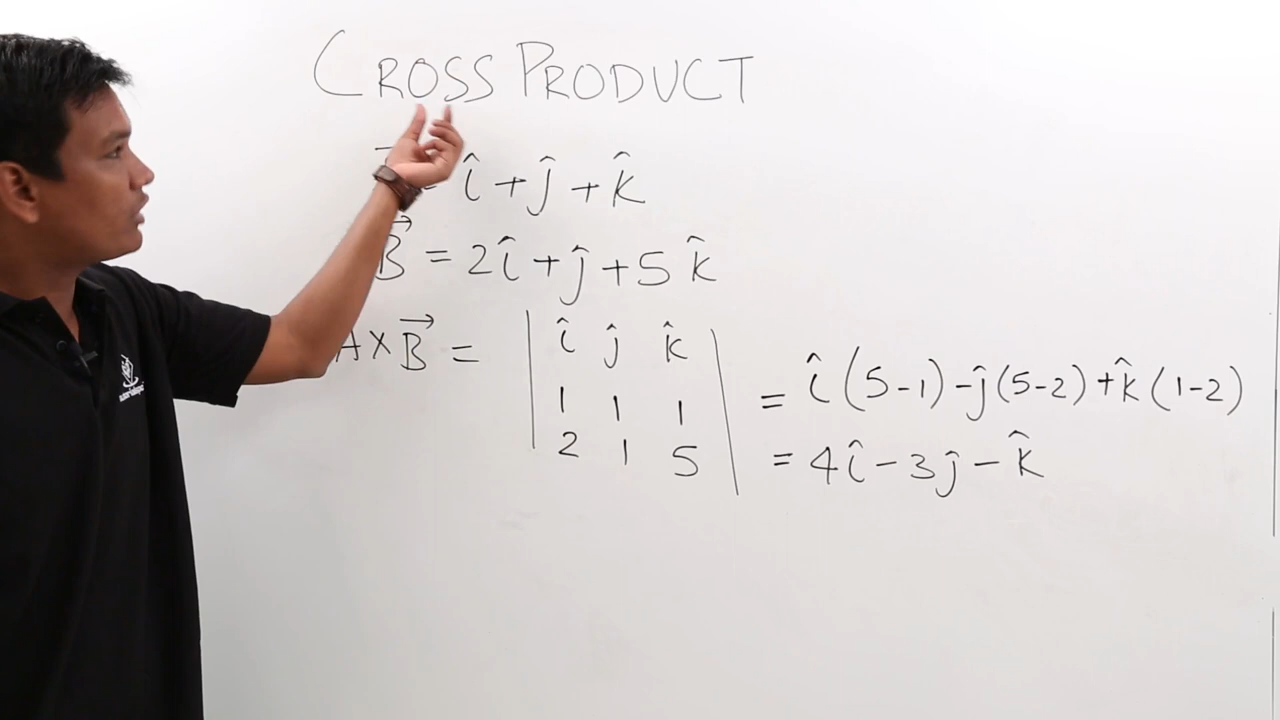 CROSS PRODUCT
= î + ĵ + k̂
B⃗ = 2î + ĵ + 5k̂
A × B⃗ = | î ĵ k̂ |
1 1 1
2 1 5
= î (5-1) - ĵ (5-2) + k̂ (1-2)
= 4î - 3ĵ - k̂